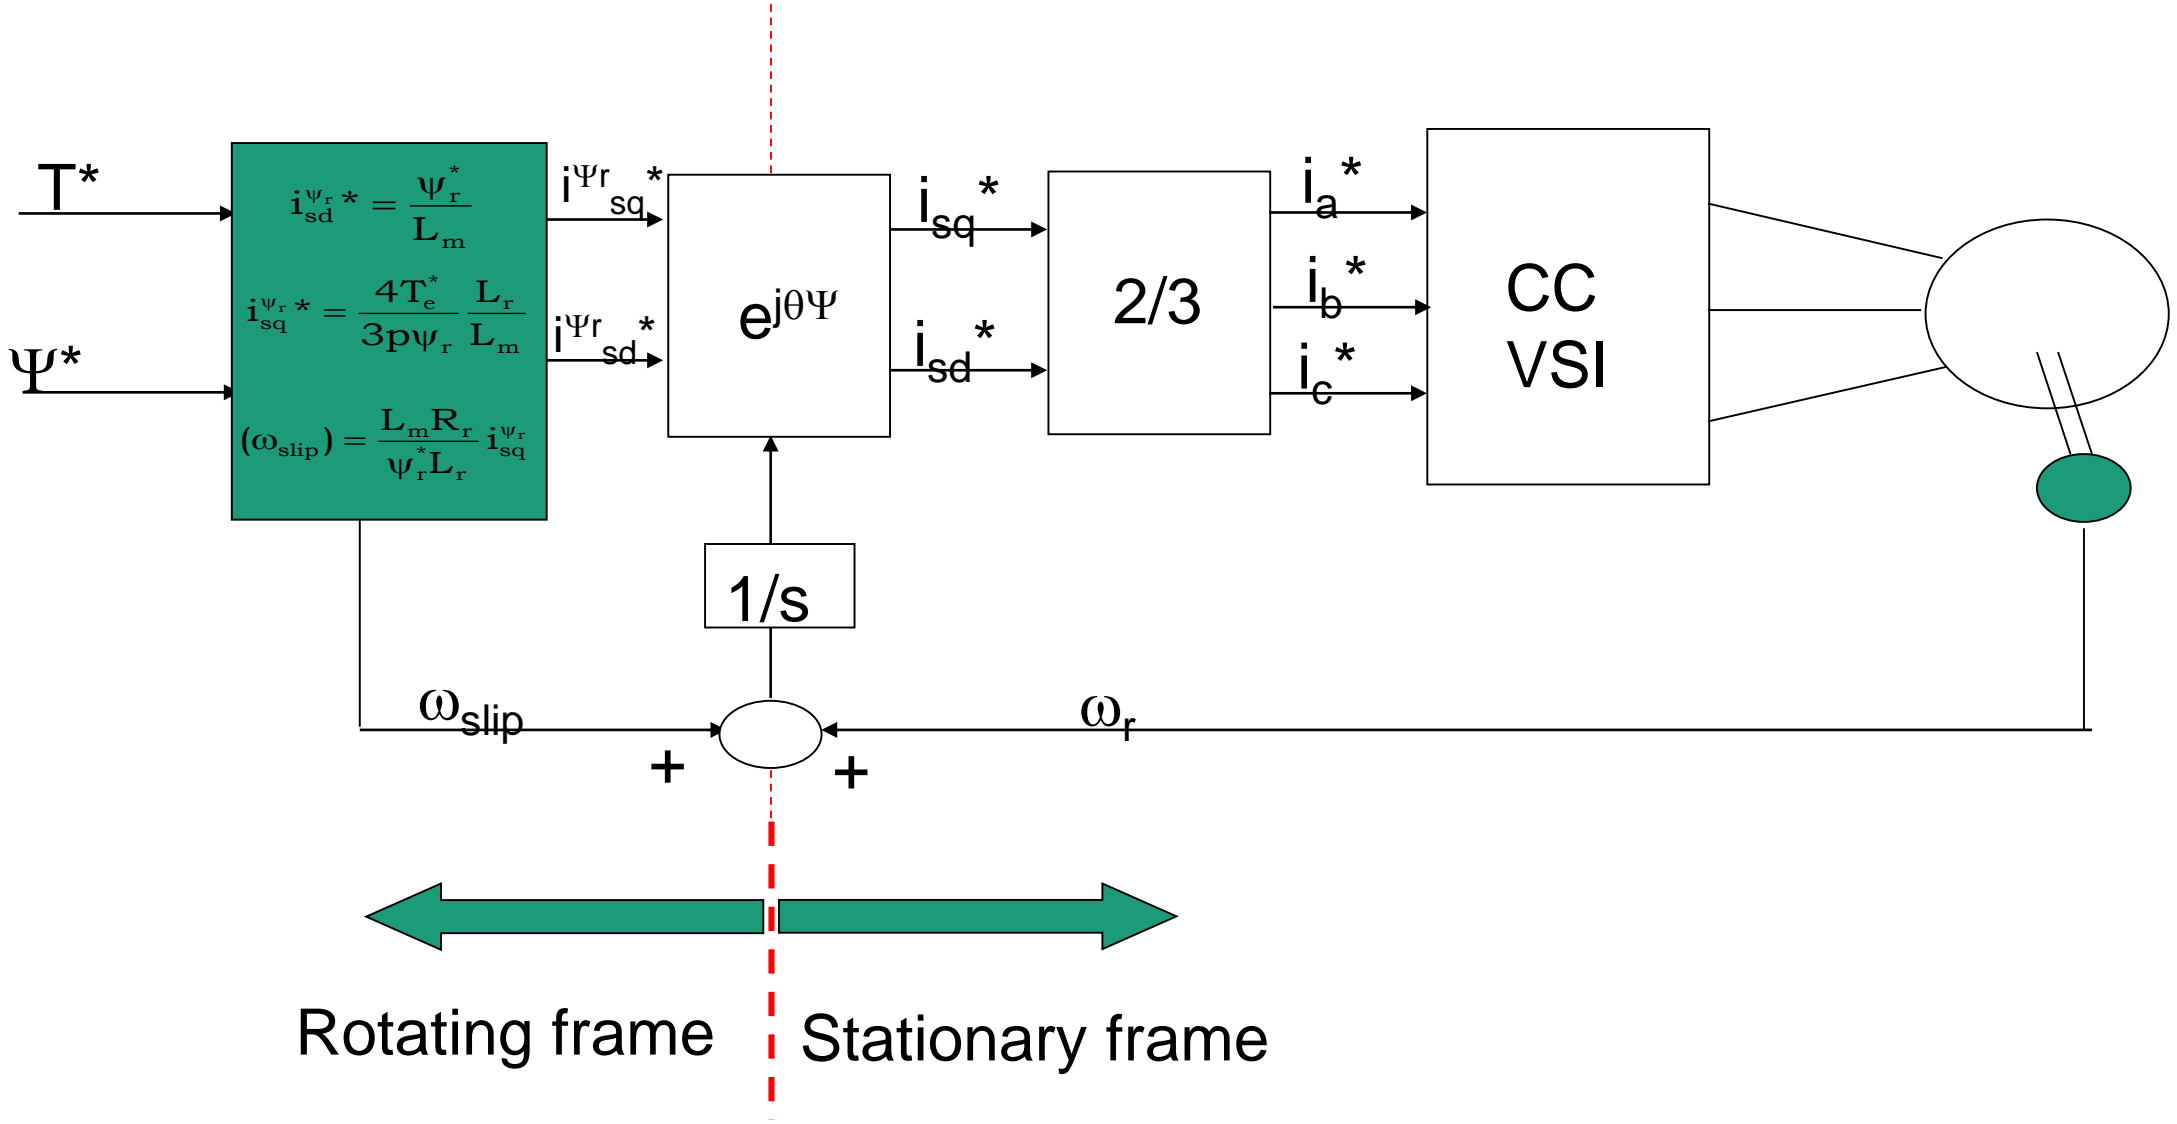 T*
Ψ*
i_sd^ψr* = ψ_r^* / L_m
i_sq^ψr* = 4T_e^* / 3pψ_r L_r / L_m
(ω_slip) = L_m R_r / ψ_r^* L_r i_sq^ψr
i^Ψr_sq*
i^Ψr_sd*
e^jθΨ
i_sq*
i_sd*
2/3
i_a*
i_b*
i_c*
CC
VSI
1/s
ω_slip
ω_r
+
+
Rotating frame
Stationary frame